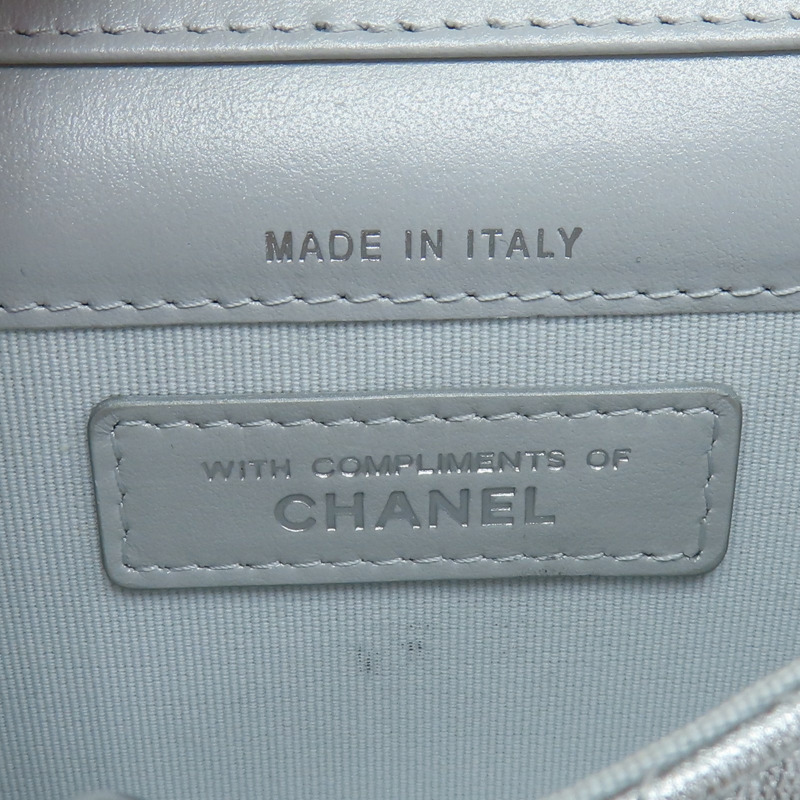 MADE IN ITALY
WITH COMPLIMENTS OF
CHANEL